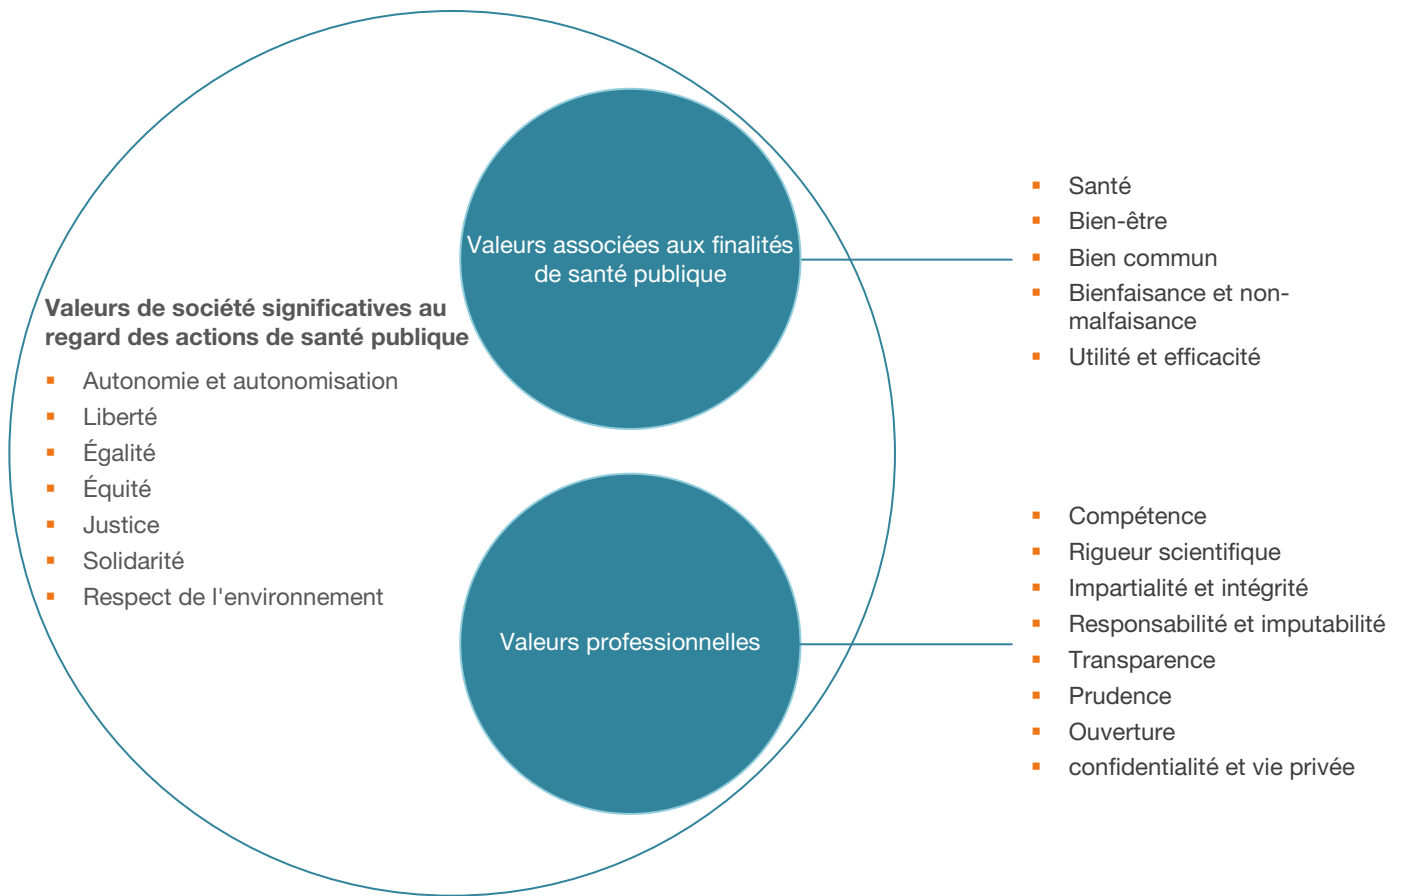 Valeurs de société significatives au
regard des actions de santé publique
Autonomie et autonomisation
Liberté
Égalité
Équité
Justice
Solidarité
Respect de l'environnement
Valeurs associées aux finalités
de santé publique
Santé
Bien-être
Bien commun
Bienfaisance et non-
malfaisance
Utilité et efficacité
Valeurs professionnelles
Compétence
Rigueur scientifique
Impartialité et intégrité
Responsabilité et imputabilité
Transparence
Prudence
Ouverture
confidentialité et vie privée